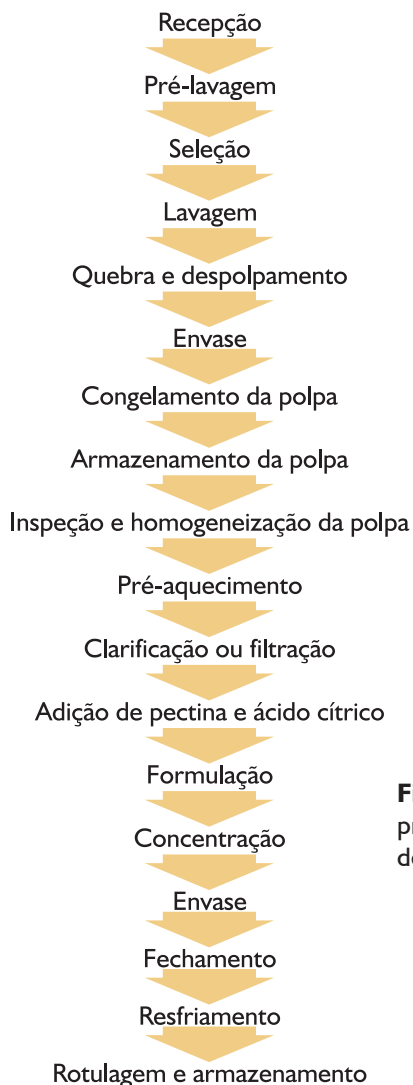 Recepção
Pré-lavagem
Seleção
Lavagem
Quebra e despolpamento
Envase
Congelamento da polpa
Armazenamento da polpa
Inspeção e homogeneização da polpa
Pré-aquecimento
Clarificação ou filtração
Adição de pectina e ácido cítrico
Formulação
Concentração
Envase
Fechamento
Resfriamento
Rotulagem e armazenamento